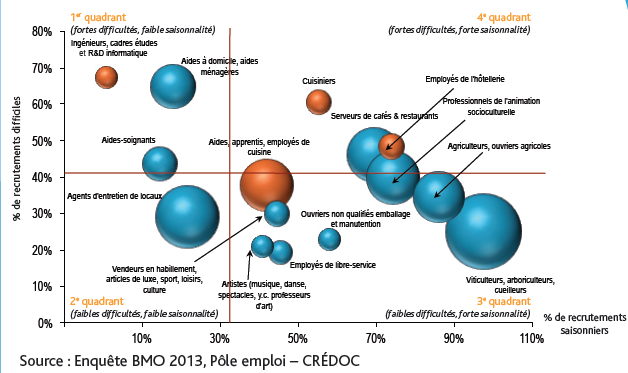 1er quadrant
(fortes difficultés, faible saisonnalité)
4e quadrant
(fortes difficultés, forte saisonnalité)
% de recrutements difficiles
80%
70%
60%
50%
40%
30%
20%
10%
0%
Ingénieurs, cadres études
et R&D informatique
Aides à domicile, aides
ménagères
Cuisiniers
Employés de l'hôtellerie
Serveurs de cafés & restaurants
Professionnels de l'animation
socioculturelle
Aides-soignants
Aides, apprentis, employés de
cuisine
Agriculteurs, ouvriers agricoles
Agents d'entretien de locaux
Ouvriers non qualifiés emballage
et manutention
Vendeurs en habillement,
articles de luxe, sport, loisirs,
culture
Artistes (musique, danse,
spectacles, y.c. professeurs
d'art)
Employés de libre-service
Viticulteurs, arboriculteurs,
cueilleurs
2e quadrant
(faibles difficultés, faible saisonnalité)
3e quadrant
(faibles difficultés, forte saisonnalité)
10%
30%
50%
70%
90%
110%
% de recrutements
saisonniers
Source : Enquête BMO 2013, Pôle emploi – CRÉDOC